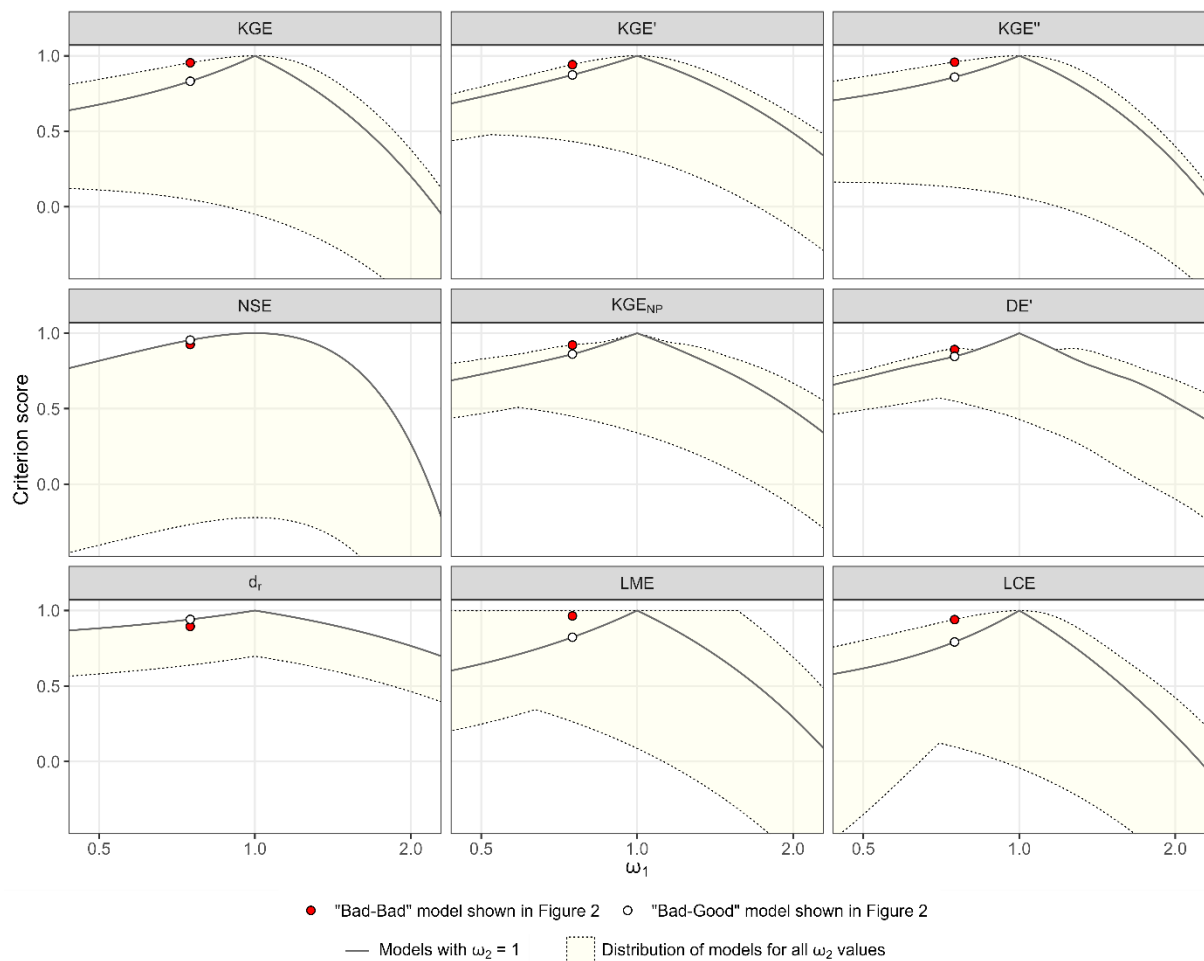 KGE KGE' KGE''
1.0
0.5
0.0
NSE KGE_NP DE'
1.0
0.5
0.0
d_r LME LCE
1.0
0.5
0.0
Criterion score
0.5 1.0 2.0 0.5 1.0 2.0 0.5 1.0 2.0
ω₁
"Bad-Bad" model shown in Figure 2 "Bad-Good" model shown in Figure 2
Models with ω₂ = 1 Distribution of models for all ω₂ values